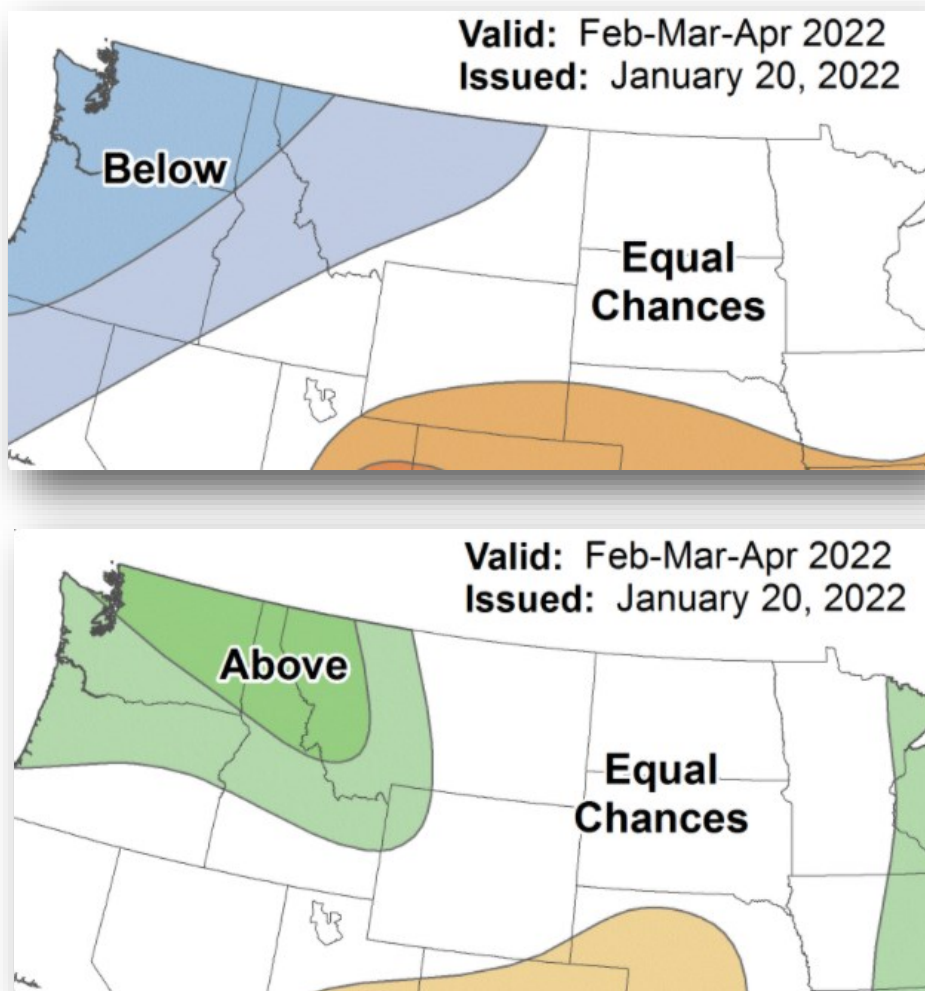 Valid: Feb-Mar-Apr 2022
Issued: January 20, 2022
Below
Equal
Chances
Valid: Feb-Mar-Apr 2022
Issued: January 20, 2022
Above
Equal
Chances